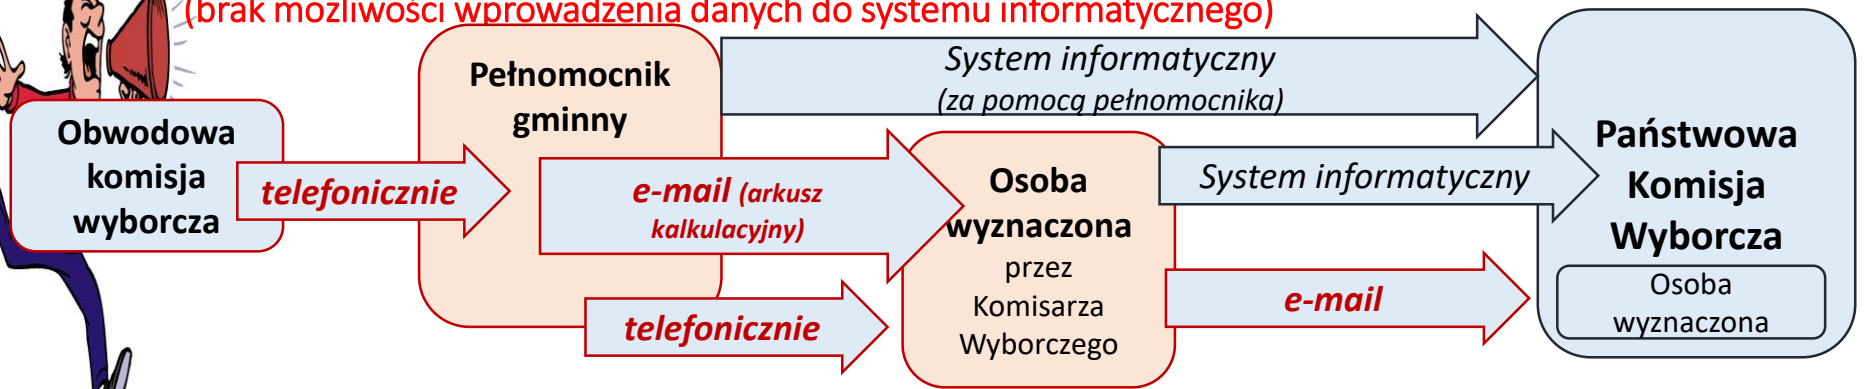 (brak możliwości wprowadzenia danych do systemu informatycznego)
Obwodowa
komisja
wyborcza
telefonicznie
Pełnomocnik
gminny
System informatyczny
(za pomocą pełnomocnika)
e-mail (arkusz
kalkulacyjny)
telefonicznie
Osoba
wyznaczona
przez
Komisarza
Wyborczego
System informatyczny
e-mail
Państwowa
Komisja
Wyborcza
Osoba
wyznaczona